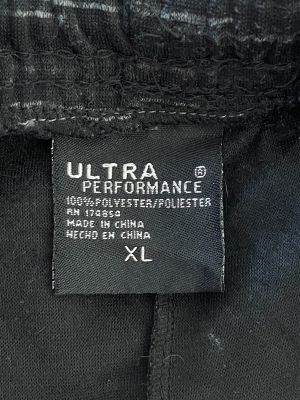 ULTRA ®
PERFORMANCE
100%POLYESTER/POLIESTER
RN 174854
MADE IN CHINA
HECHO EN CHINA
XL